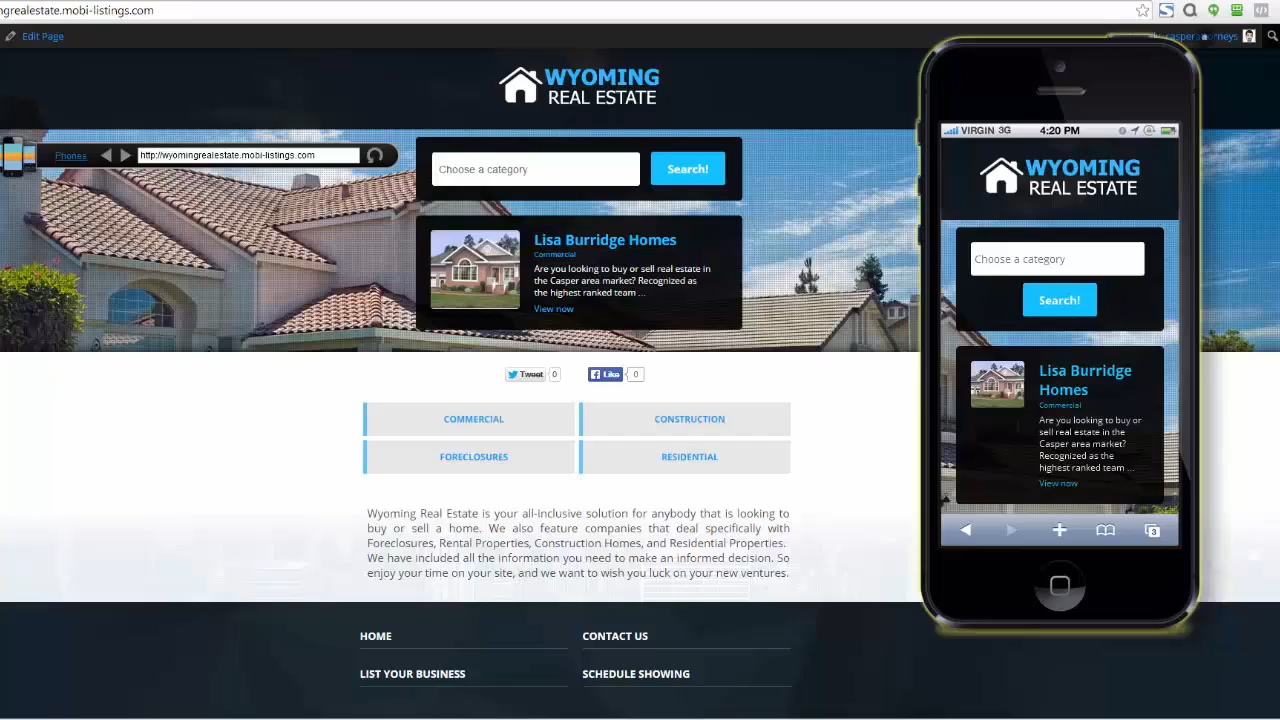 ngrealestate.mobi-listings.com
Edit Page
WYOMING
REAL ESTATE
Phones
http://wyomingrealestate.mobi-listings.com
Choose a category
Search!
Lisa Burridge Homes
Commercial
Are you looking to buy or sell real estate in
the Casper area market? Recognized as
the highest ranked team ...
View now
Tweet 0
Like 0
COMMERCIAL
CONSTRUCTION
FORECLOSURES
RESIDENTIAL
Wyoming Real Estate is your all-inclusive solution for anybody that is looking to
buy or sell a home. We also feature companies that deal specifically with
Foreclosures, Rental Properties, Construction Homes, and Residential Properties.
We have included all the information you need to make an informed decision. So
enjoy your time on your site, and we want to wish you luck on your new ventures.
HOME
CONTACT US
LIST YOUR BUSINESS
SCHEDULE SHOWING
VIRGIN 3G 4:20 PM
WYOMING
REAL ESTATE
Choose a category
Search!
Lisa Burridge
Homes
Commercial
Are you looking to buy or
sell real estate in the
Casper area market?
Recognized as the
highest ranked team ...
View now
3